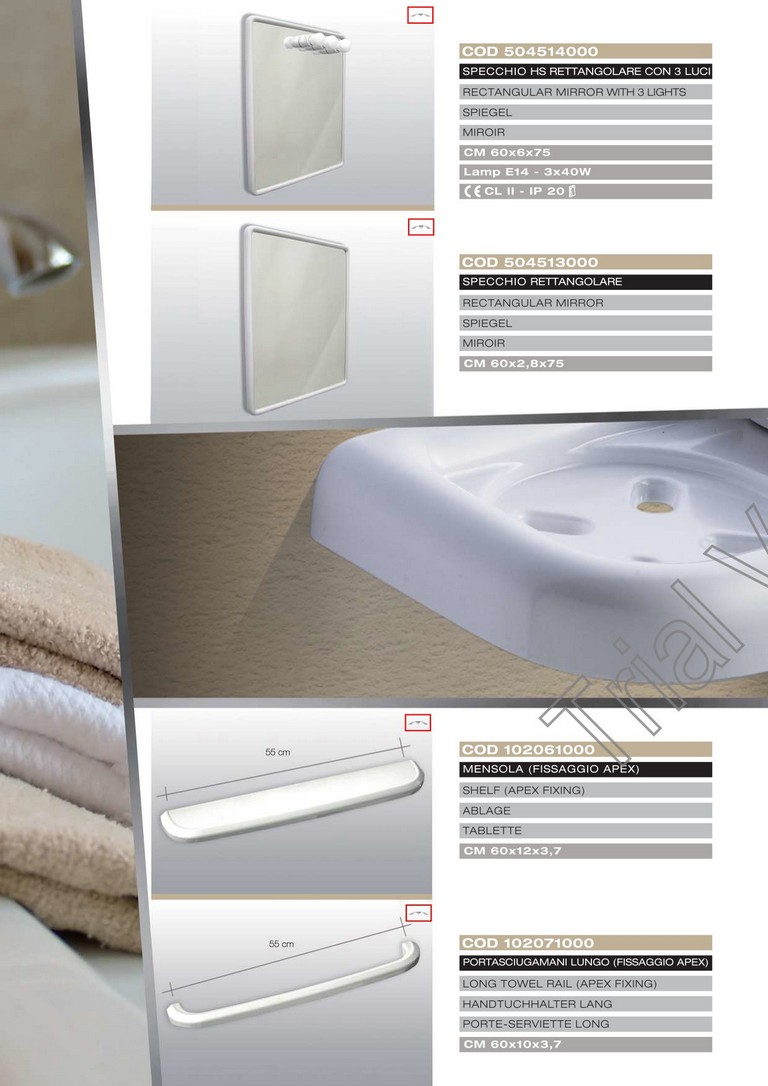 COD 504514000
SPECCHIO HS RETTANGOLARE CON 3 LUCI
RECTANGULAR MIRROR WITH 3 LIGHTS
SPIEGEL
MIROIR
CM 60x6x75
Lamp E14 - 3x40W
CE CL II - IP 20
COD 504513000
SPECCHIO RETTANGOLARE
RECTANGULAR MIRROR
SPIEGEL
MIROIR
CM 60x2,8x75
Trial V
55 cm
COD 102061000
MENSOLA (FISSAGGIO APEX)
SHELF (APEX FIXING)
ABLAGE
TABLETTE
CM 60x12x3,7
55 cm
COD 102071000
PORTASCIUGAMANI LUNGO (FISSAGGIO APEX)
LONG TOWEL RAIL (APEX FIXING)
HANDTUCHHALTER LANG
PORTE-SERVIETTE LONG
CM 60x10x3,7